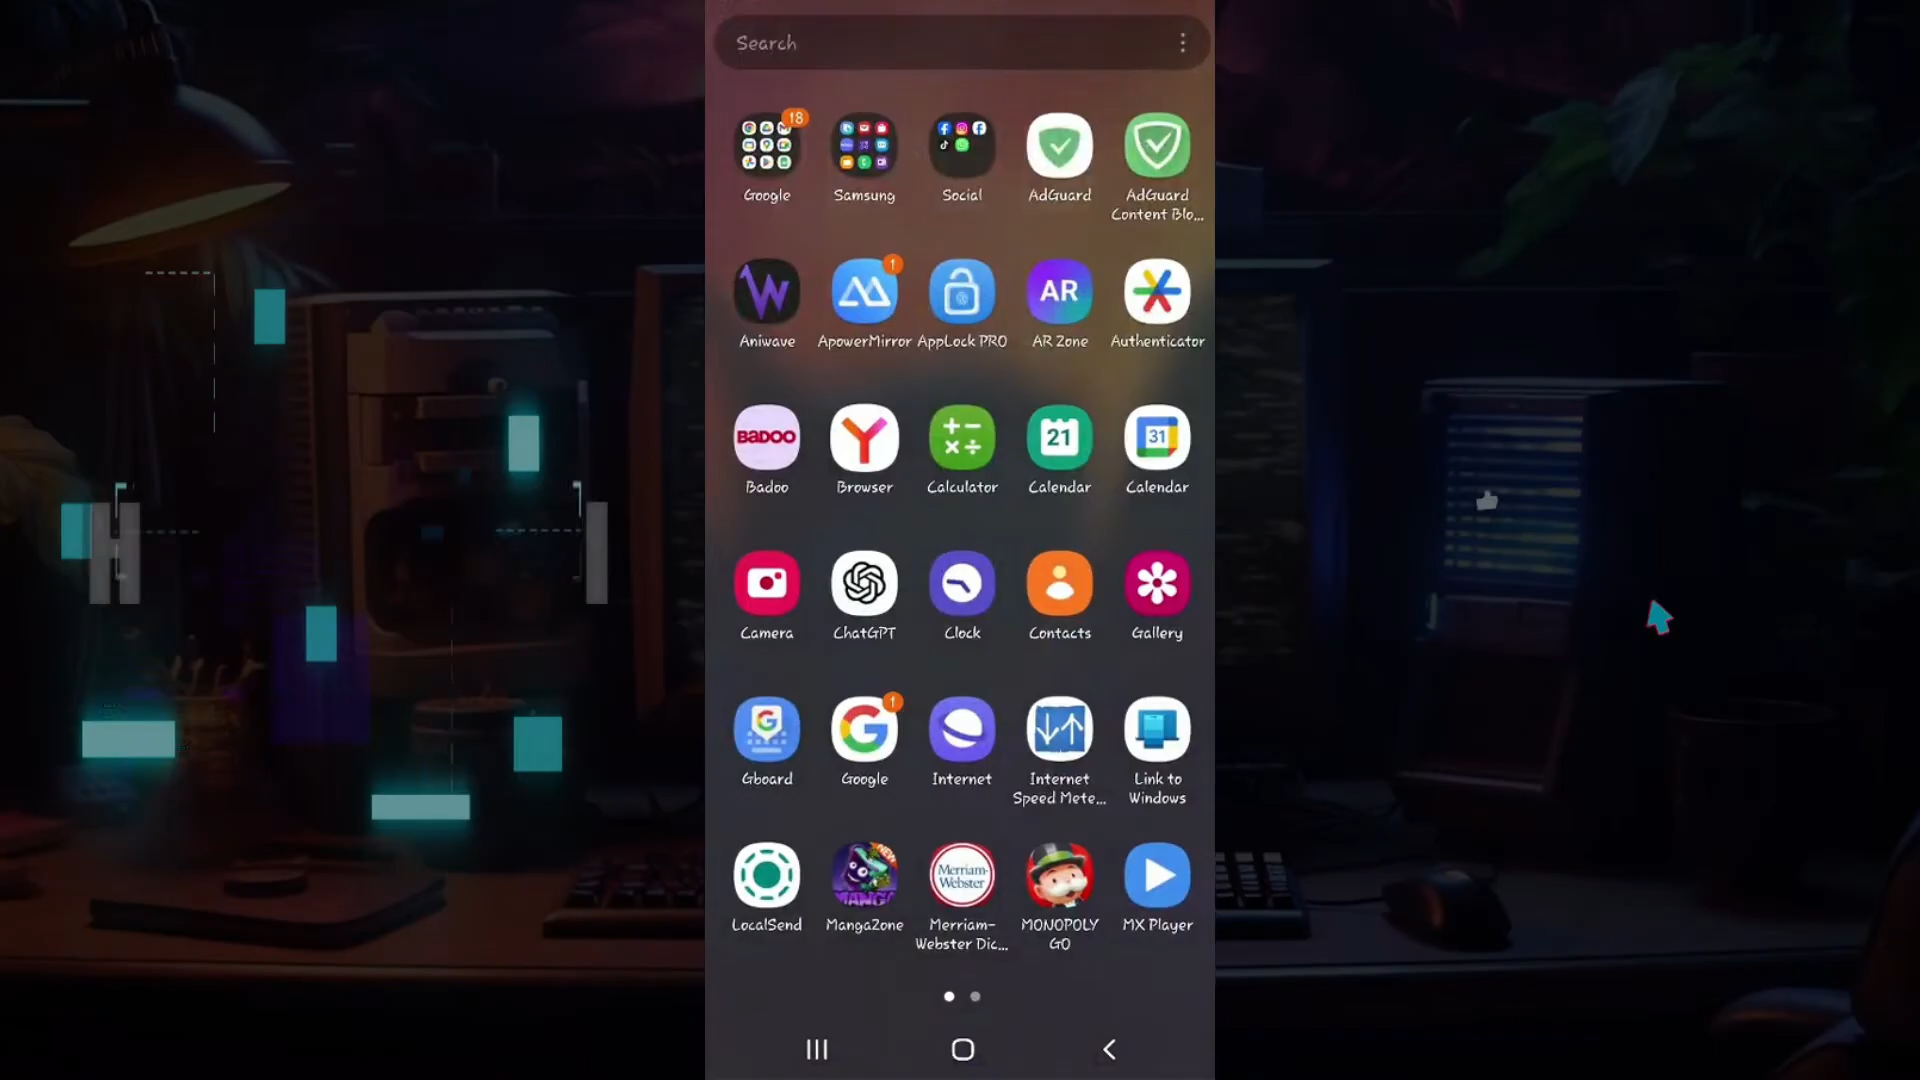 Search
18
Google
Samsung
Social
AdGuard
AdGuard
Content Blo...
1
AR
Aniwave
ApowerMirror
AppLock PRO
AR Zone
Authenticator
BADOO
21
31
Badoo
Browser
Calculator
Calendar
Calendar
Camera
ChatGPT
Clock
Contacts
Gallery
1
Gboard
Google
Internet
Internet
Speed Mete...
Link to
Windows
NEW
MANGA
Merriam-
Webster
LocalSend
MangaZone
Merriam-
Webster Dic...
MONOPOLY
GO
MX Player
H